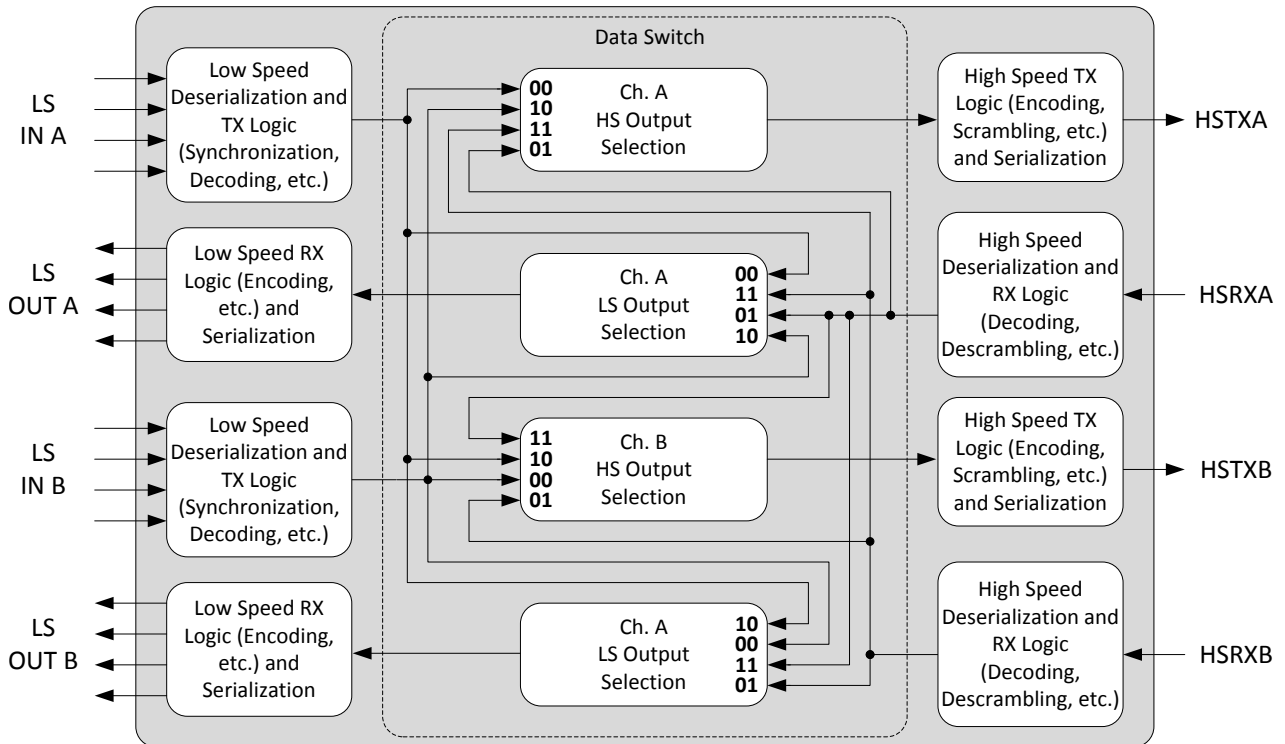 Data Switch
LS
IN A
Low Speed
Deserialization and
TX Logic
(Synchronization,
Decoding, etc.)
00
10
11
01
Ch. A
HS Output
Selection
High Speed TX
Logic (Encoding,
Scrambling, etc.)
and Serialization
HSTXA
LS
OUT A
Low Speed RX
Logic (Encoding,
etc.) and
Serialization
Ch. A
LS Output
Selection
00
11
01
10
High Speed
Deserialization and
RX Logic
(Decoding,
Descrambling, etc.)
HSRXA
LS
IN B
Low Speed
Deserialization and
TX Logic
(Synchronization,
Decoding, etc.)
11
10
00
01
Ch. B
HS Output
Selection
High Speed TX
Logic (Encoding,
Scrambling, etc.)
and Serialization
HSTXB
LS
OUT B
Low Speed RX
Logic (Encoding,
etc.) and
Serialization
Ch. A
LS Output
Selection
10
00
11
01
High Speed
Deserialization and
RX Logic
(Decoding,
Descrambling, etc.)
HSRXB